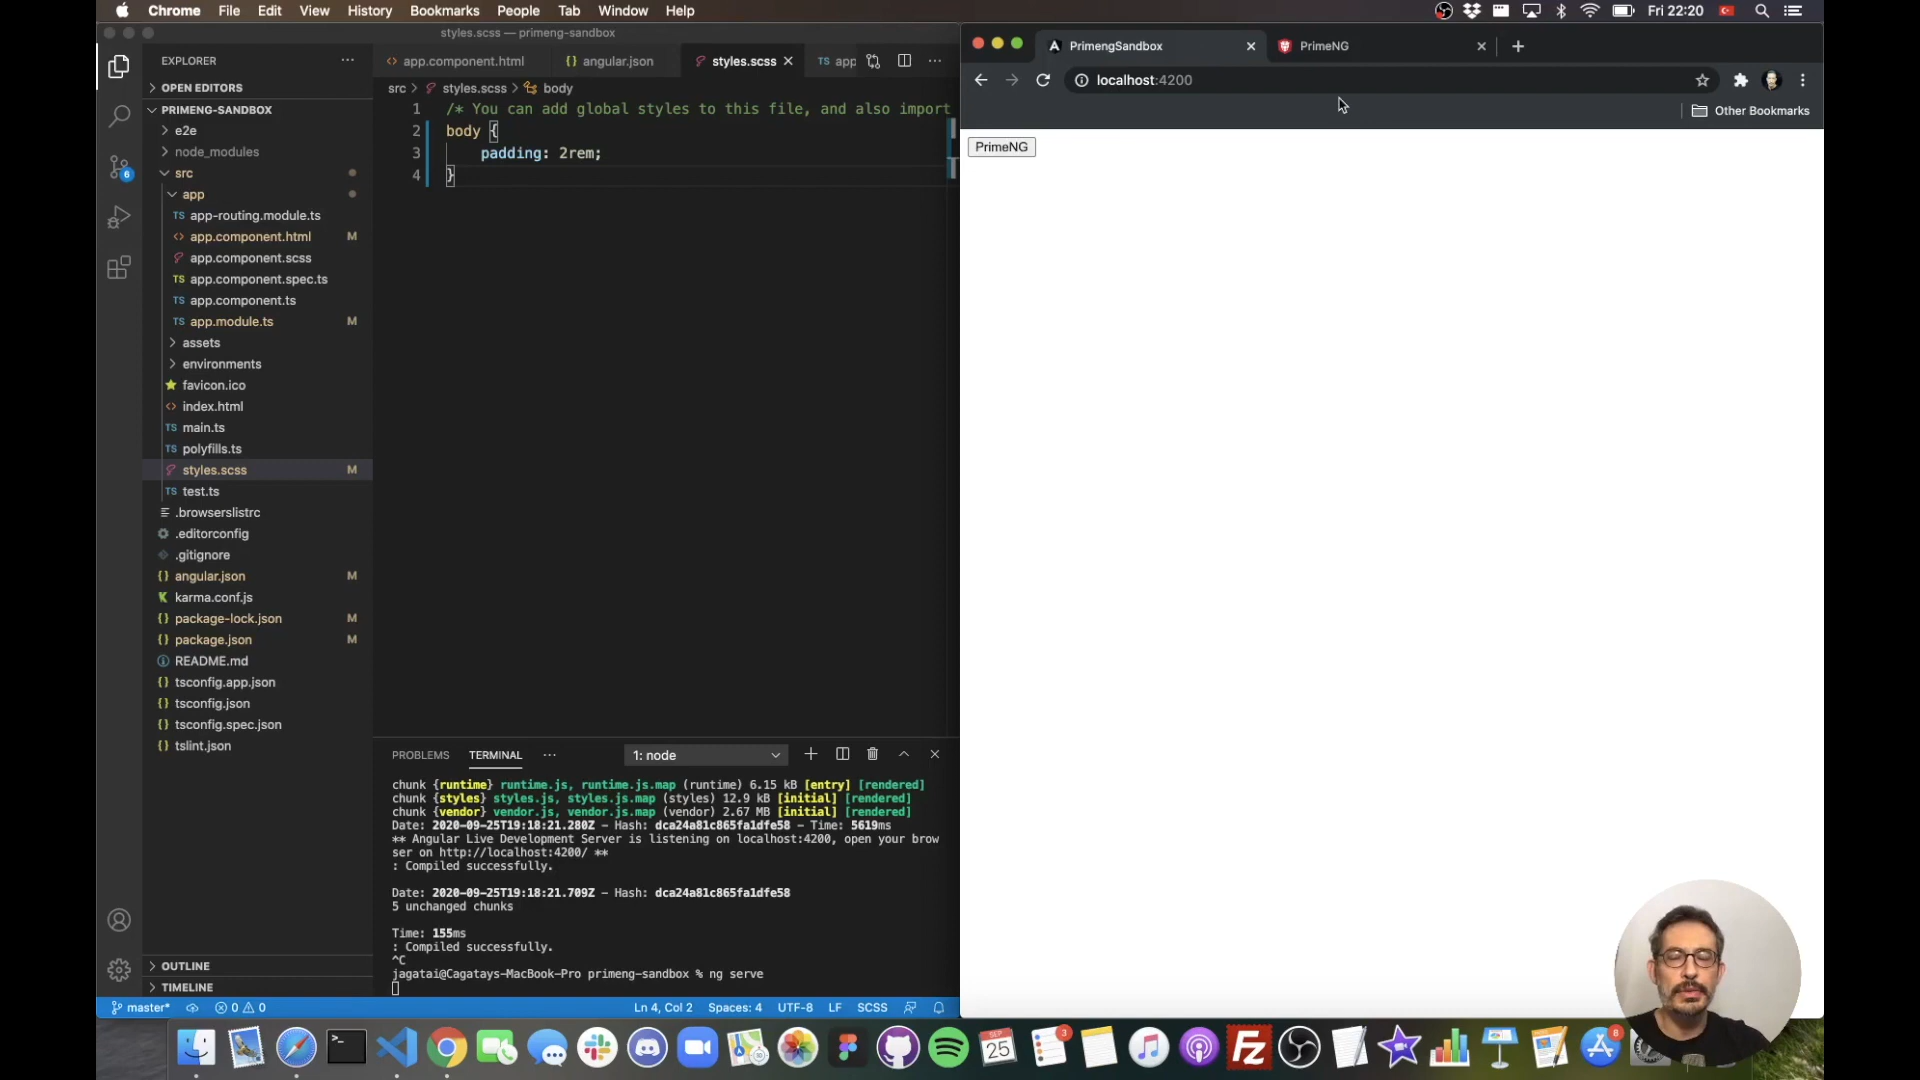 Chrome File Edit View History Bookmarks People Tab Window Help
Fri 22:20
styles.scss — primeng-sandbox
EXPLORER
OPEN EDITORS
PRIMENG-SANDBOX
e2e
node_modules
src
app
app-routing.module.ts
app.component.html M
app.component.scss
app.component.spec.ts
app.component.ts
app.module.ts M
assets
environments
favicon.ico
index.html
main.ts
polyfills.ts
styles.scss M
test.ts
.browserslistrc
.editorconfig
.gitignore
angular.json M
karma.conf.js
package-lock.json M
package.json M
README.md
tsconfig.app.json
tsconfig.json
tsconfig.spec.json
tslint.json
OUTLINE
TIMELINE
6
app.component.html angular.json styles.scss app
src > styles.scss > body
1 /* You can add global styles to this file, and also import
2 body {
3 padding: 2rem;
4 }
PROBLEMS TERMINAL 1: node
chunk {runtime} runtime.js, runtime.js.map (runtime) 6.15 kB [entry] [rendered]
chunk {styles} styles.js, styles.js.map (styles) 12.9 kB [initial] [rendered]
chunk {vendor} vendor.js, vendor.js.map (vendor) 2.67 MB [initial] [rendered]
Date: 2020-09-25T19:18:21.280Z - Hash: dca24a81c865fa1dfe58 - Time: 5619ms
** Angular Live Development Server is listening on localhost:4200, open your brow
ser on http://localhost:4200/ **
: Compiled successfully.
Date: 2020-09-25T19:18:21.709Z - Hash: dca24a81c865fa1dfe58
5 unchanged chunks
Time: 155ms
: Compiled successfully.
^C
jagatai@Cagatays-MacBook-Pro primeng-sandbox % ng serve
master* 0 0 Ln 4, Col 2 Spaces: 4 UTF-8 LF SCSS
PrimengSandbox PrimeNG
localhost:4200
Other Bookmarks
PrimeNG
SEP
25
3
8